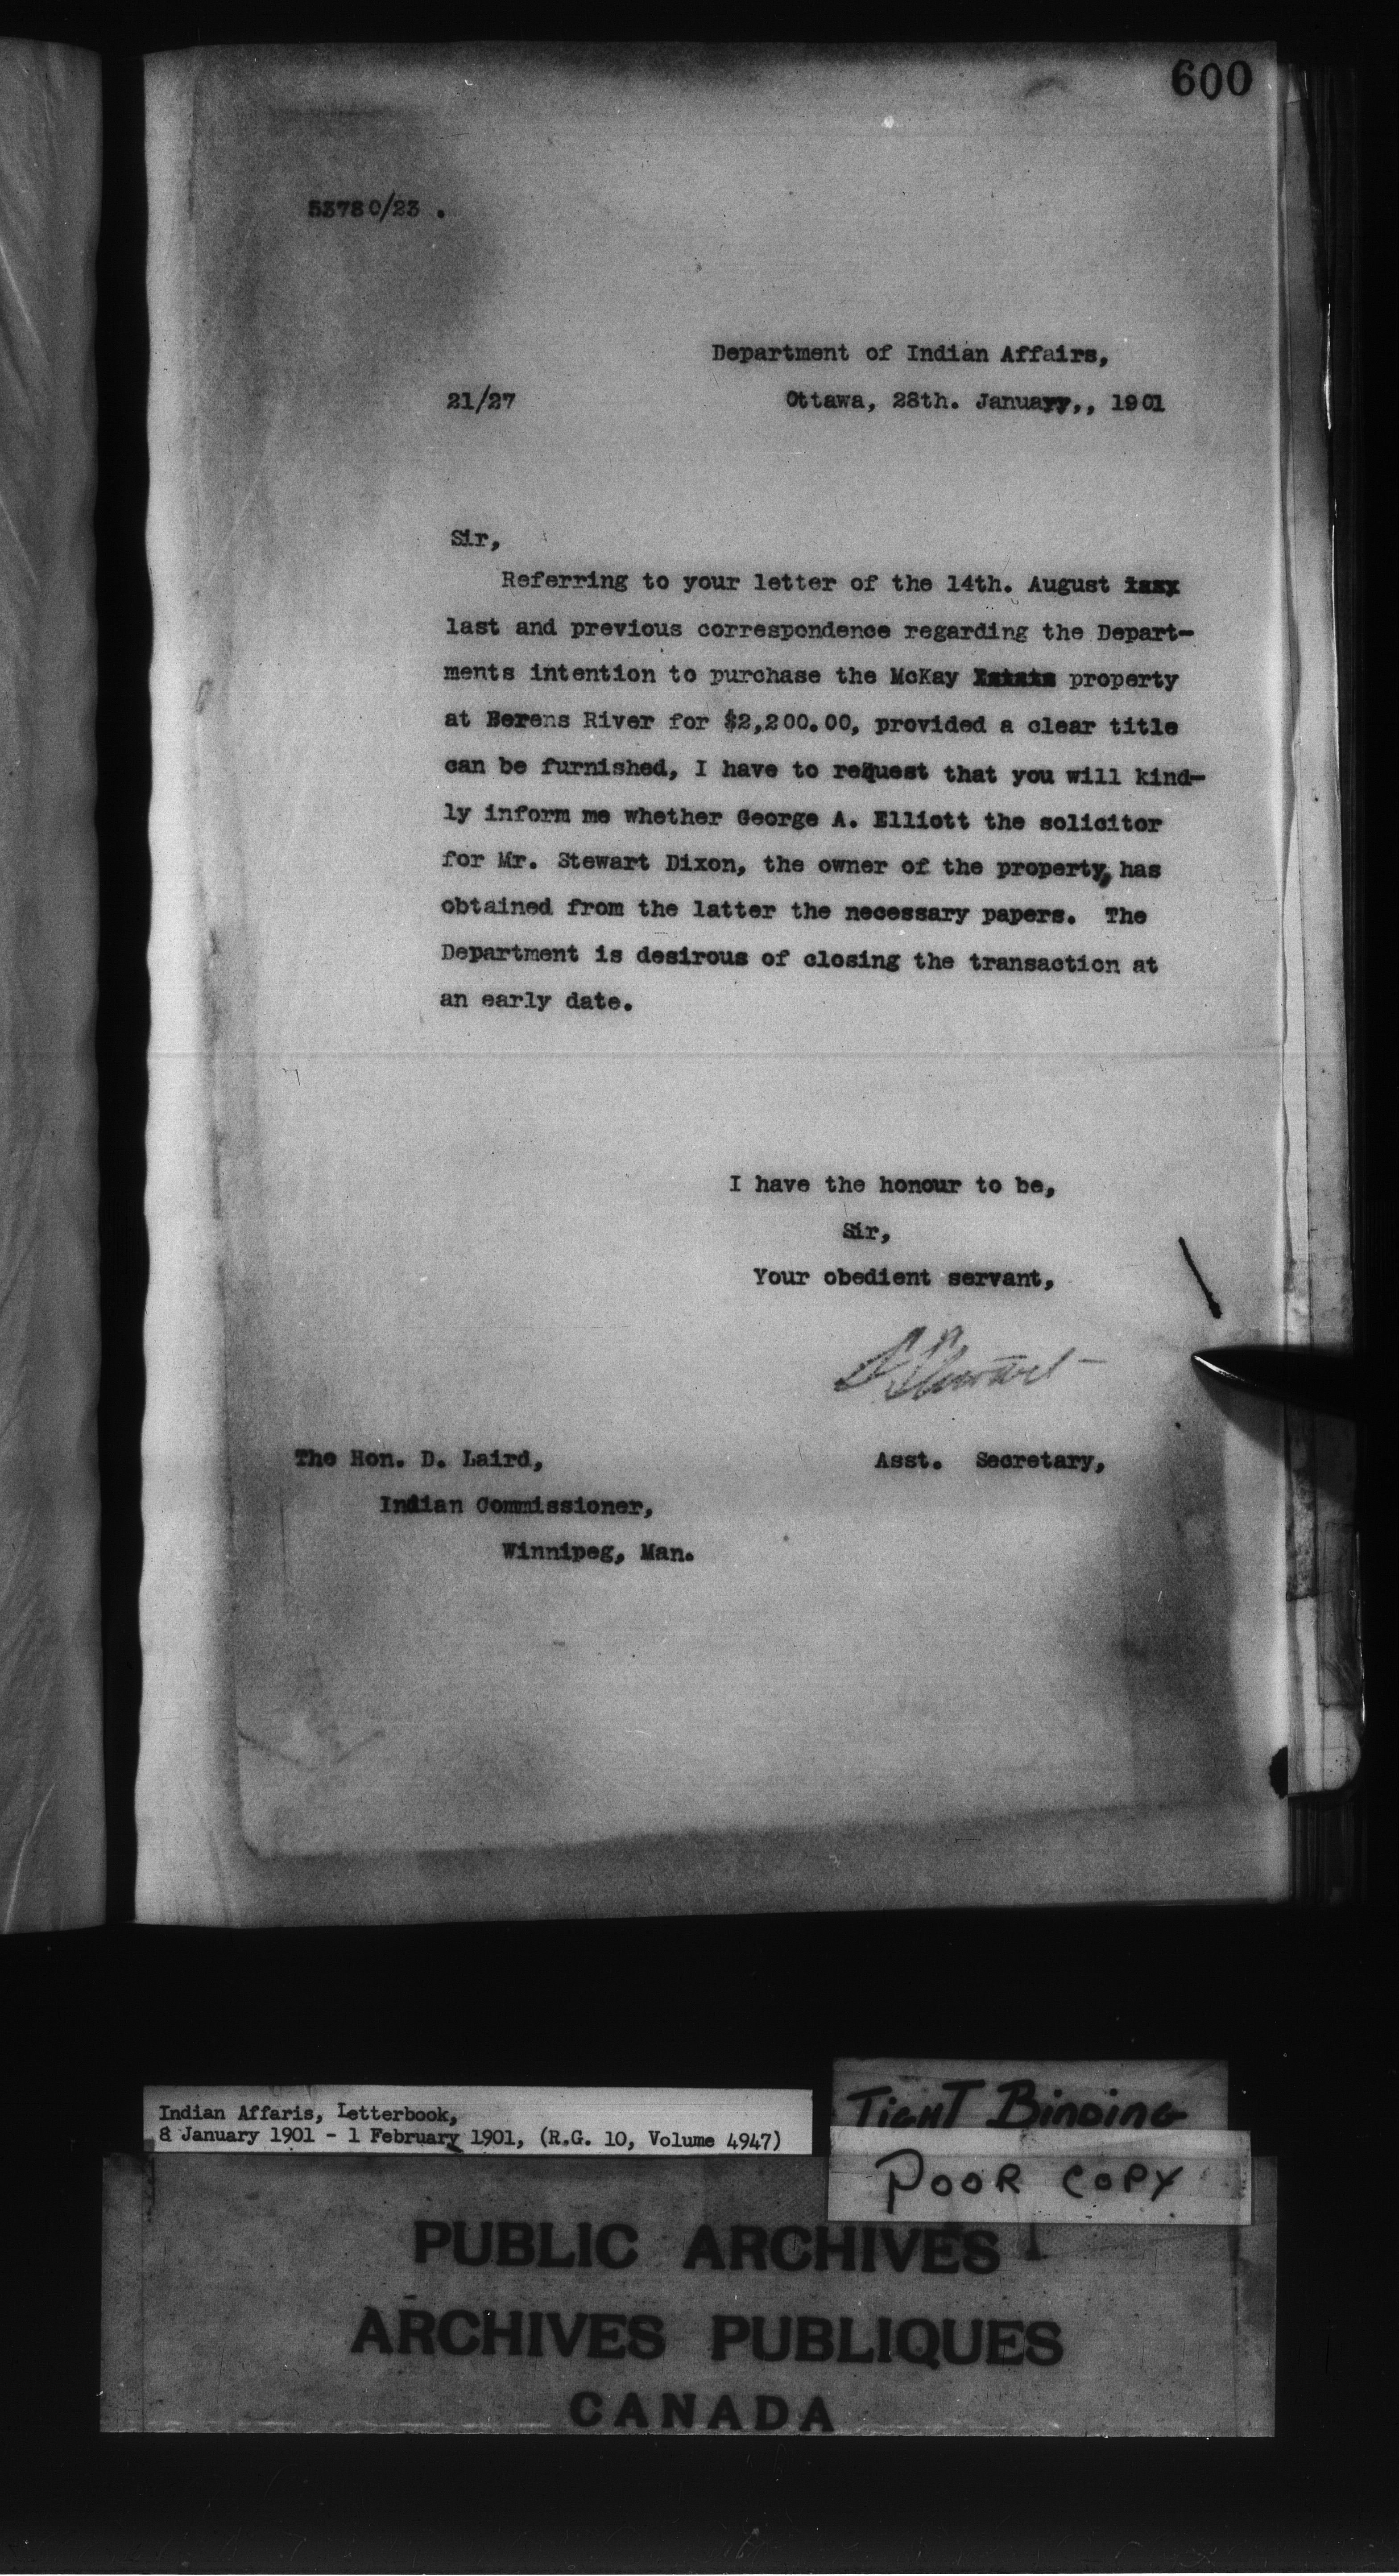 600
53780/23 .
Department of Indian Affairs,
21/27 Ottawa, 28th. January,, 1901
Sir,
Referring to your letter of the 14th. August
last and previous correspondence regarding the Depart-
ments intention to purchase the McKay property
at Berens River for $2,200.00, provided a clear title
can be furnished, I have to request that you will kind-
ly inform me whether George A. Elliott the solicitor
for Mr. Stewart Dixon, the owner of the property, has
obtained from the latter the necessary papers. The
Department is desirous of closing the transaction at
an early date.
I have the honour to be,
Sir,
Your obedient servant,
S. Stewart
The Hon. D. Laird, Asst. Secretary,
Indian Commissioner,
Winnipeg, Man.
Indian Affaris, Letterbook,
8 January 1901 - 1 February 1901, (R.G. 10, Volume 4947)
TIGHT BINDING
POOR COPY
PUBLIC ARCHIVES
ARCHIVES PUBLIQUES
CANADA